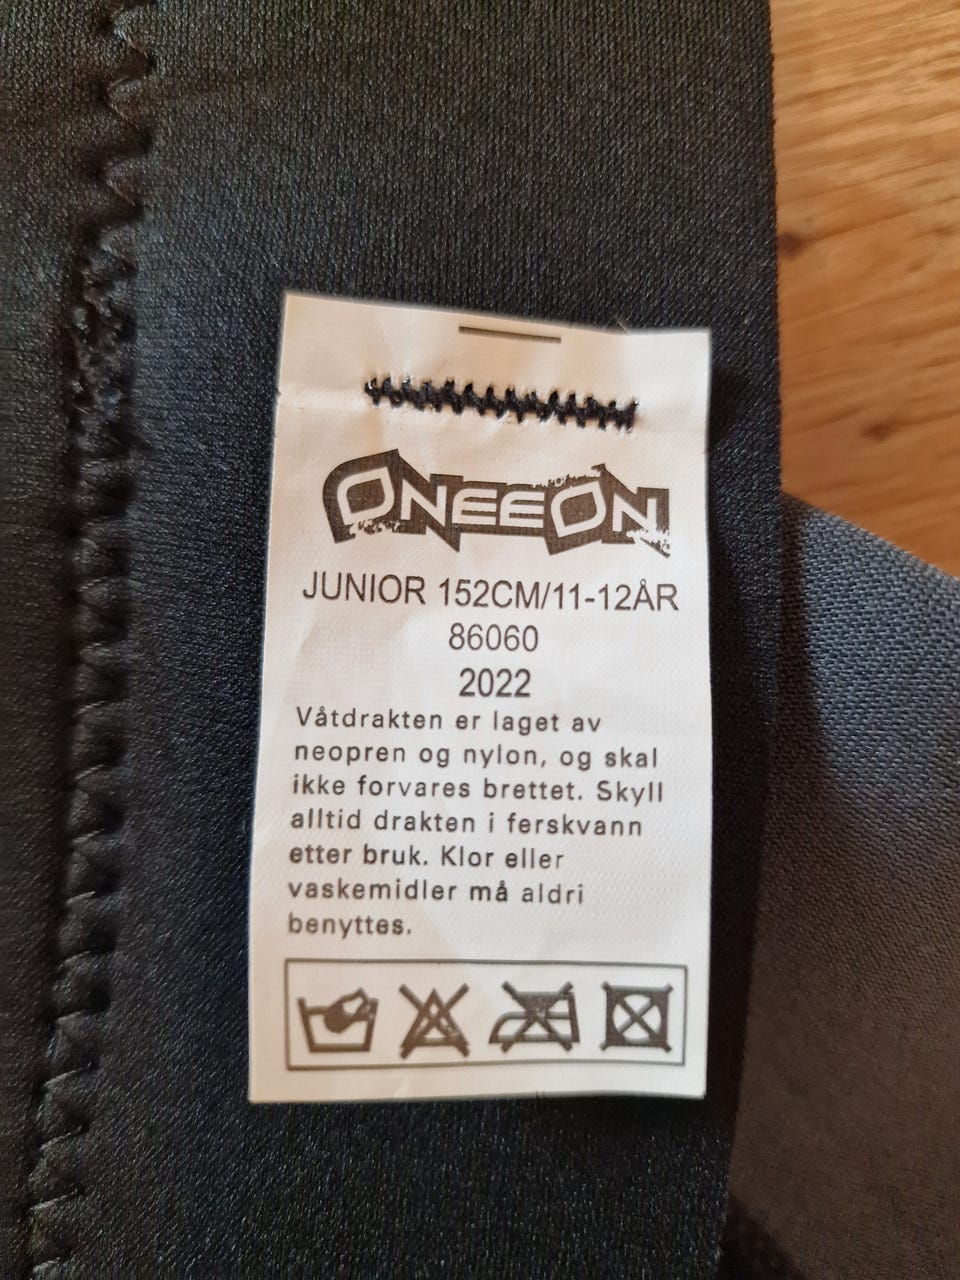 ONEEON
JUNIOR 152CM/11-12ÅR
86060
2022
Våtdrakten er laget av
neopren og nylon, og skal
ikke forvares brettet. Skyll
alltid drakten i ferskvann
etter bruk. Klor eller
vaskemidler må aldri
benyttes.